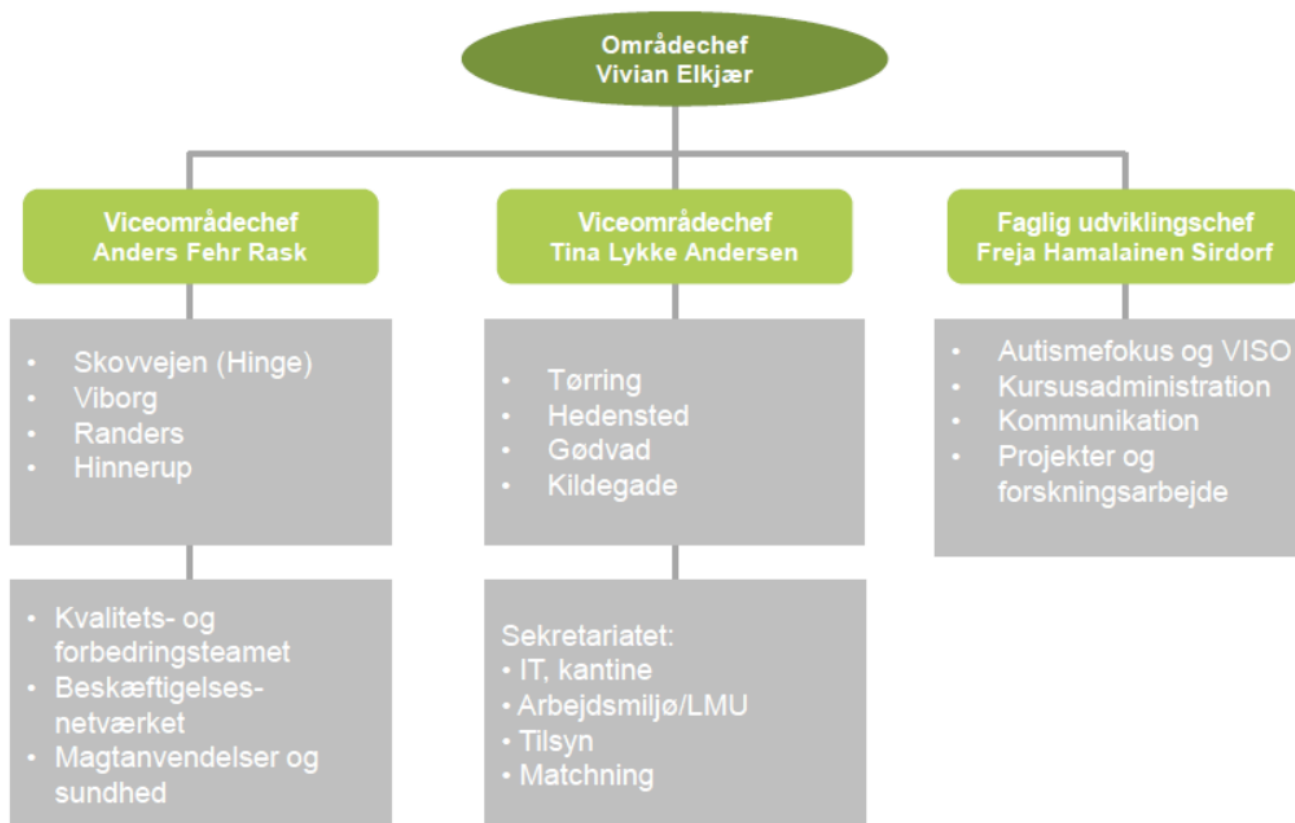 Områdechef
Vivian Elkjær
Viceområdechef
Anders Fehr Rask
Viceområdechef
Tina Lykke Andersen
Faglig udviklingschef
Freja Hamalainen Sirdorf
• Skovvejen (Hinge)
• Viborg
• Randers
• Hinnerup
• Tørring
• Hedensted
• Gødvad
• Kildegade
• Autismefokus og VISO
• Kursusadministration
• Kommunikation
• Projekter og
forskningsarbejde
• Kvalitets- og
forbedringsteamet
• Beskæftigelses-
netværket
• Magtanvendelser og
sundhed
Sekretariatet:
• IT, kantine
• Arbejdsmiljø/LMU
• Tilsyn
• Matchning